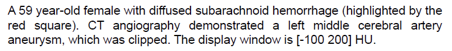 A 59 year-old female with diffused subarachnoid hemorrhage (highlighted by the
red square). CT angiography demonstrated a left middle cerebral artery
aneurysm, which was clipped. The display window is [-100 200] HU.